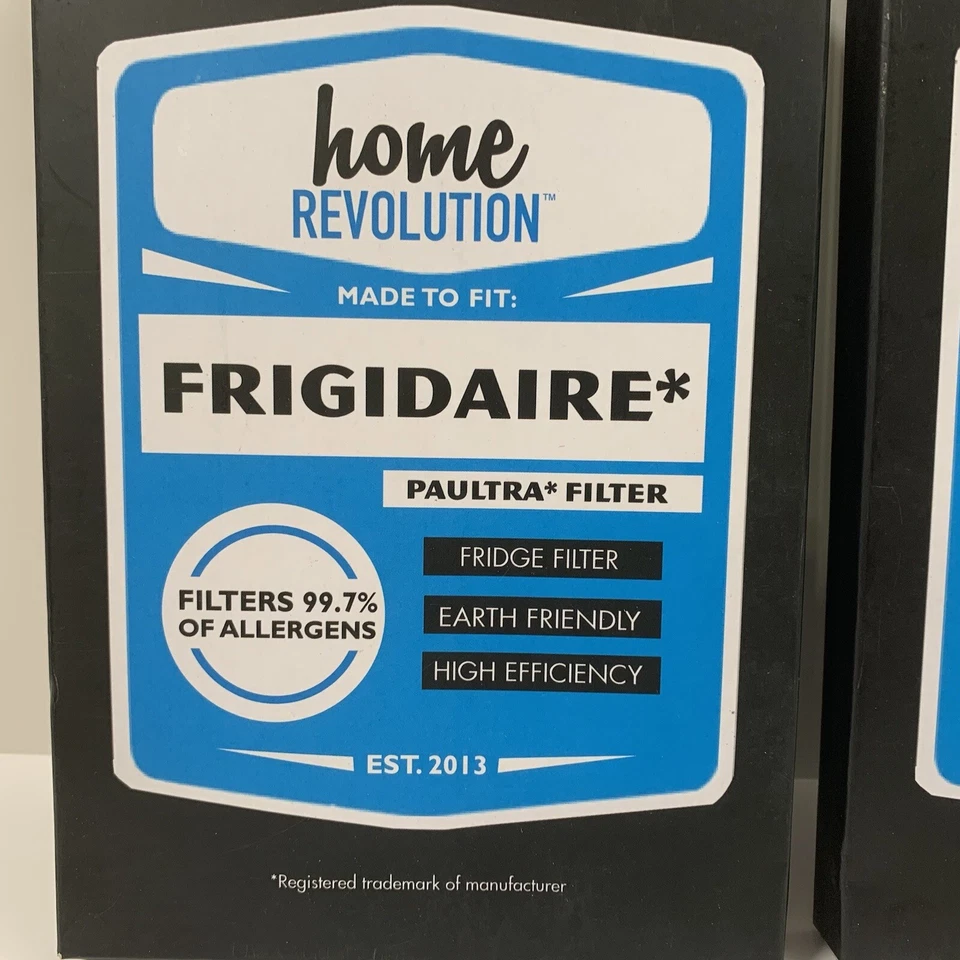 home
REVOLUTION™
MADE TO FIT:
FRIGIDAIRE*
PAULTRA* FILTER
FILTERS 99.7%
OF ALLERGENS
FRIDGE FILTER
EARTH FRIENDLY
HIGH EFFICIENCY
EST. 2013
*Registered trademark of manufacturer